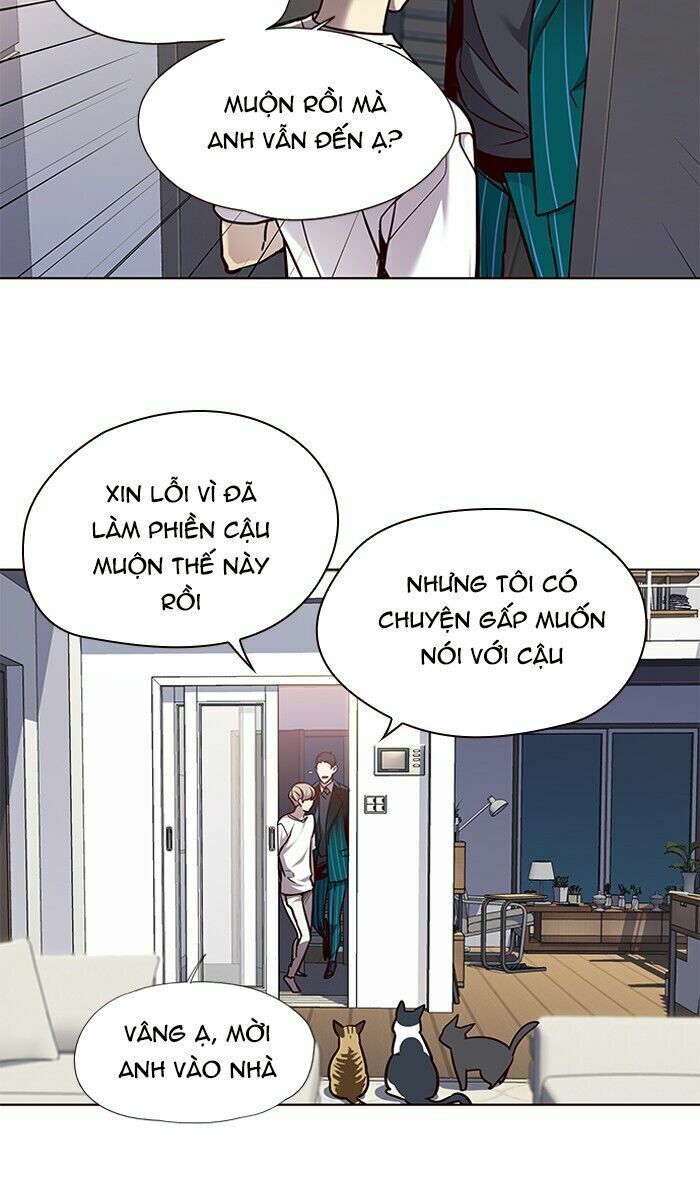 MUỘN RỒI MÀ
ANH VẪN ĐẾN Ạ?
XIN LỖI VÌ ĐÃ
LÀM PHIỀN CẬU
MUỘN THẾ NÀY
RỒI
NHƯNG TÔI CÓ
CHUYỆN GẤP MUỐN
NÓI VỚI CẬU
VÂNG Ạ, MỜI
ANH VÀO NHÀ